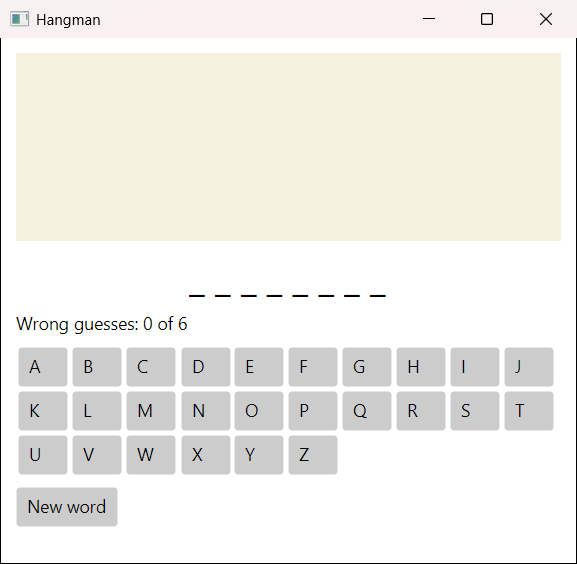 Hangman
_ _ _ _ _ _ _ _
Wrong guesses: 0 of 6
A B C D E F G H I J
K L M N O P Q R S T
U V W X Y Z
New word